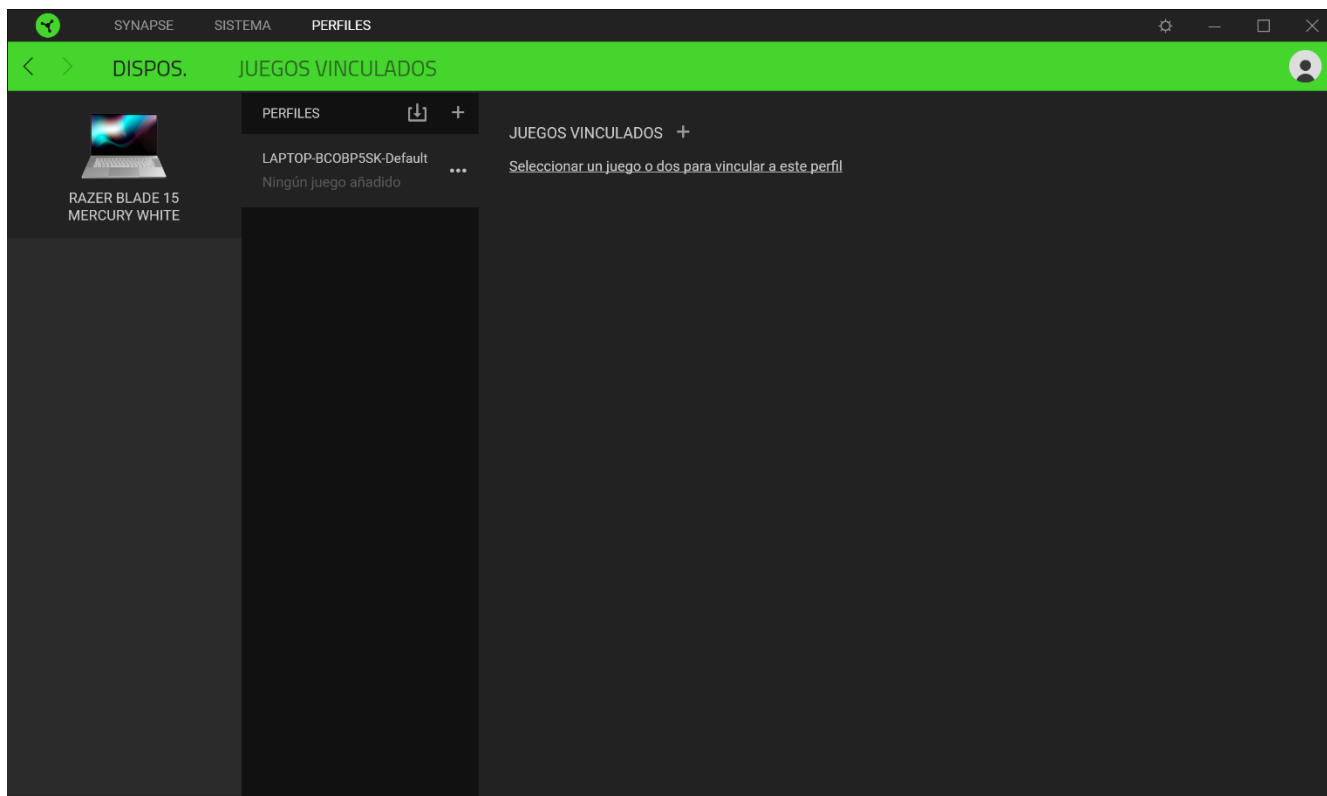 SYNAPSE SISTEMA PERFILES
DISPOS. JUEGOS VINCULADOS
RAZER BLADE 15
MERCURY WHITE
PERFILES
LAPTOP-BCOBP5SK-Default
Ningún juego añadido
JUEGOS VINCULADOS
Seleccionar un juego o dos para vincular a este perfil